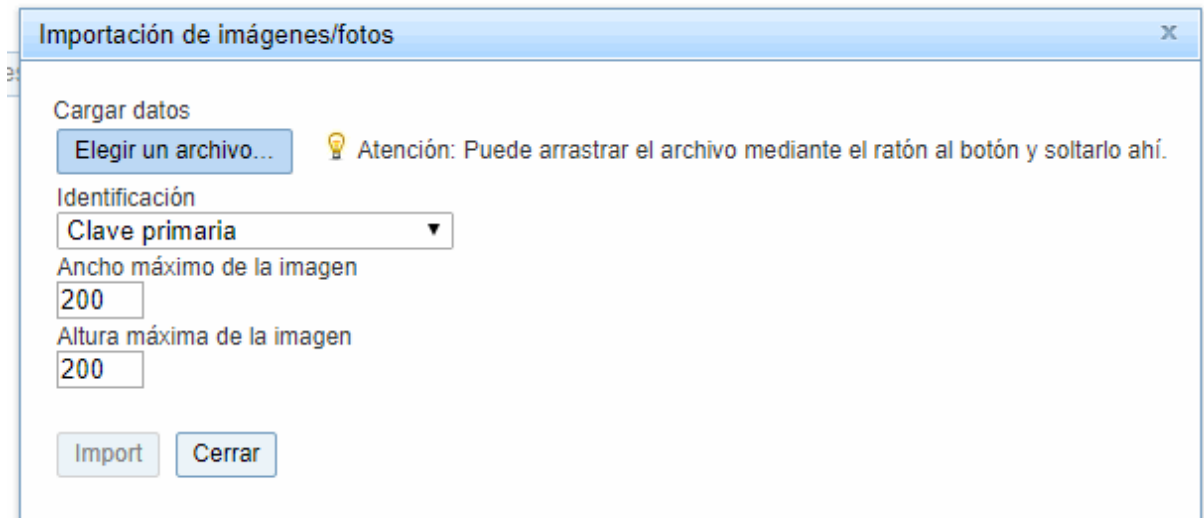 Importación de imágenes/fotos x
Cargar datos
Elegir un archivo... Atención: Puede arrastrar el archivo mediante el ratón al botón y soltarlo ahí.
Identificación
Clave primaria
Ancho máximo de la imagen
200
Altura máxima de la imagen
200
Import Cerrar